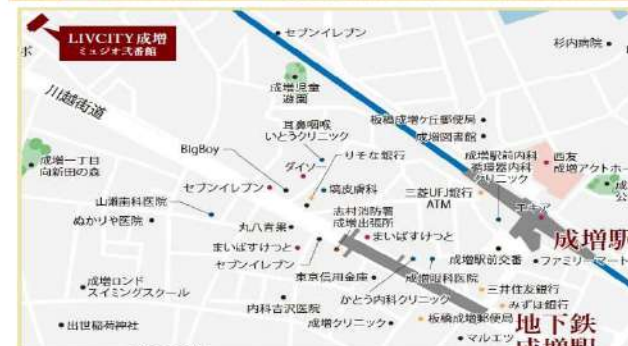 LIVCITY成増
ミュジオ弐番館
ボ
セブンイレブン
杉内病院
川越街道
成増児童
遊園
板橋成増ケ丘郵便局
成増図書館
耳鼻咽喉
いとうクリニック
りそな銀行
BigBoy
ダイソー
成増駅前内科
循環器内科
クリニック
西友
成増アクトホー
成増一丁目
向新田の森
セブンイレブン
皮膚科
三菱UFJ銀行
ATM
成
公
山瀬歯科医院
ぬかりや医院
志村消防署
成増出張所
エキア
丸八青果
まいばすけっと
まいばすけっと
成増駅
セブンイレブン
成増駅前交番
ファミリーマート
東京信用金庫
成増眼科医院
成増ロンド
スイミングスクール
かとう内科クリニック
三井住友銀行
内科吉沢医院
みずほ銀行
出世稲荷神社
成増クリニック
板橋成増郵便局
地下鉄
成増駅
マルエツ